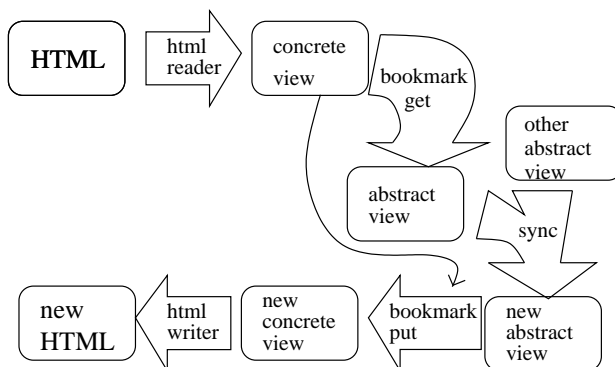 HTML
html
reader
concrete
view
bookmark
get
other
abstract
view
abstract
view
sync
new
HTML
html
writer
new
concrete
view
bookmark
put
new
abstract
view